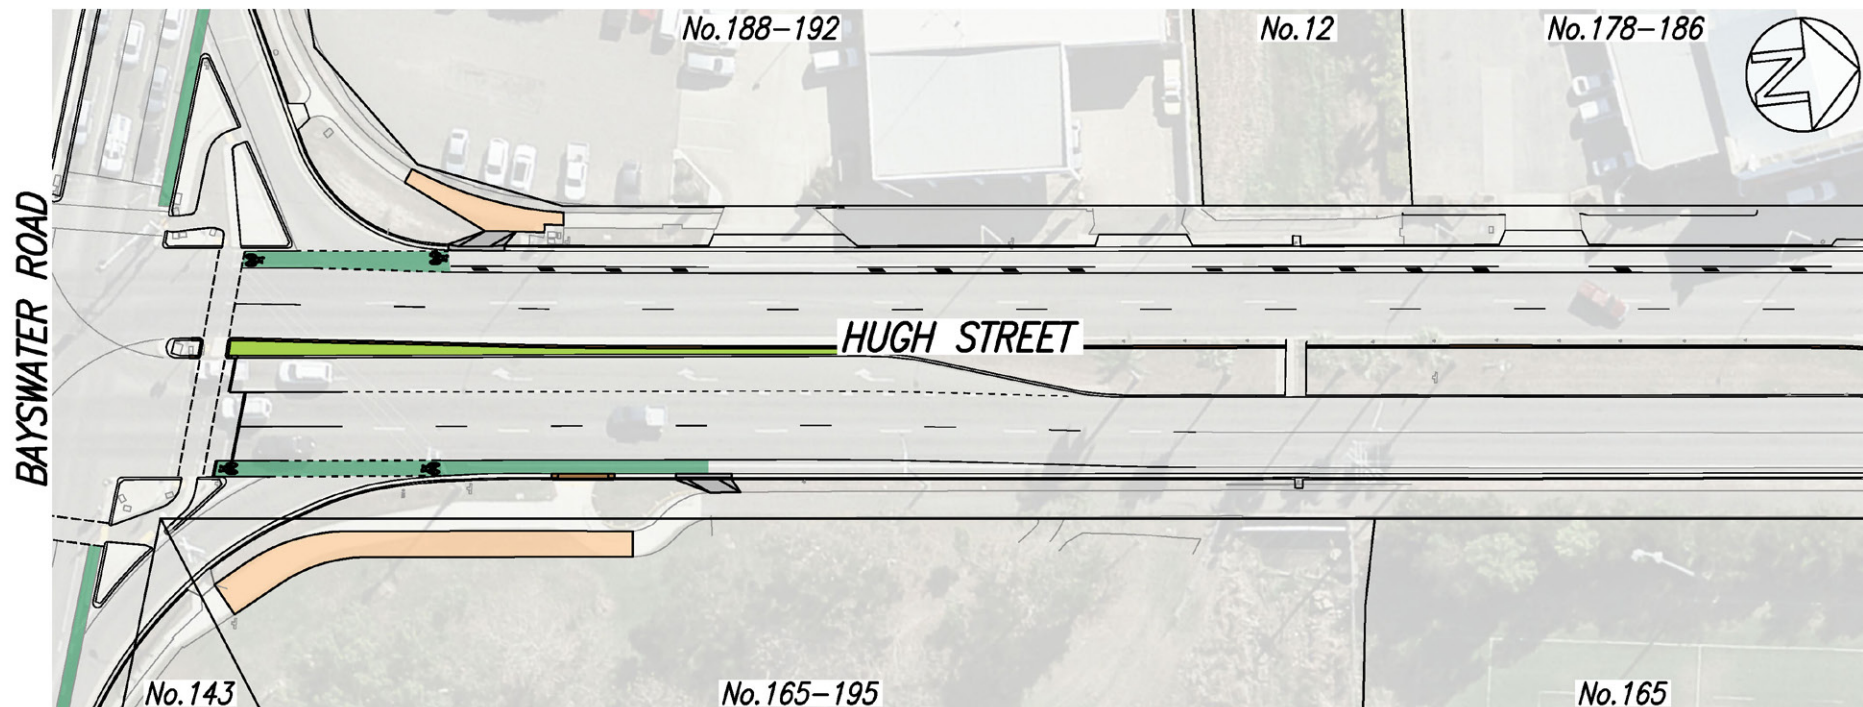 No.188-192
No.12
No.178-186
N
BAYSWATER ROAD
HUGH STREET
No.143
No.165-195
No.165